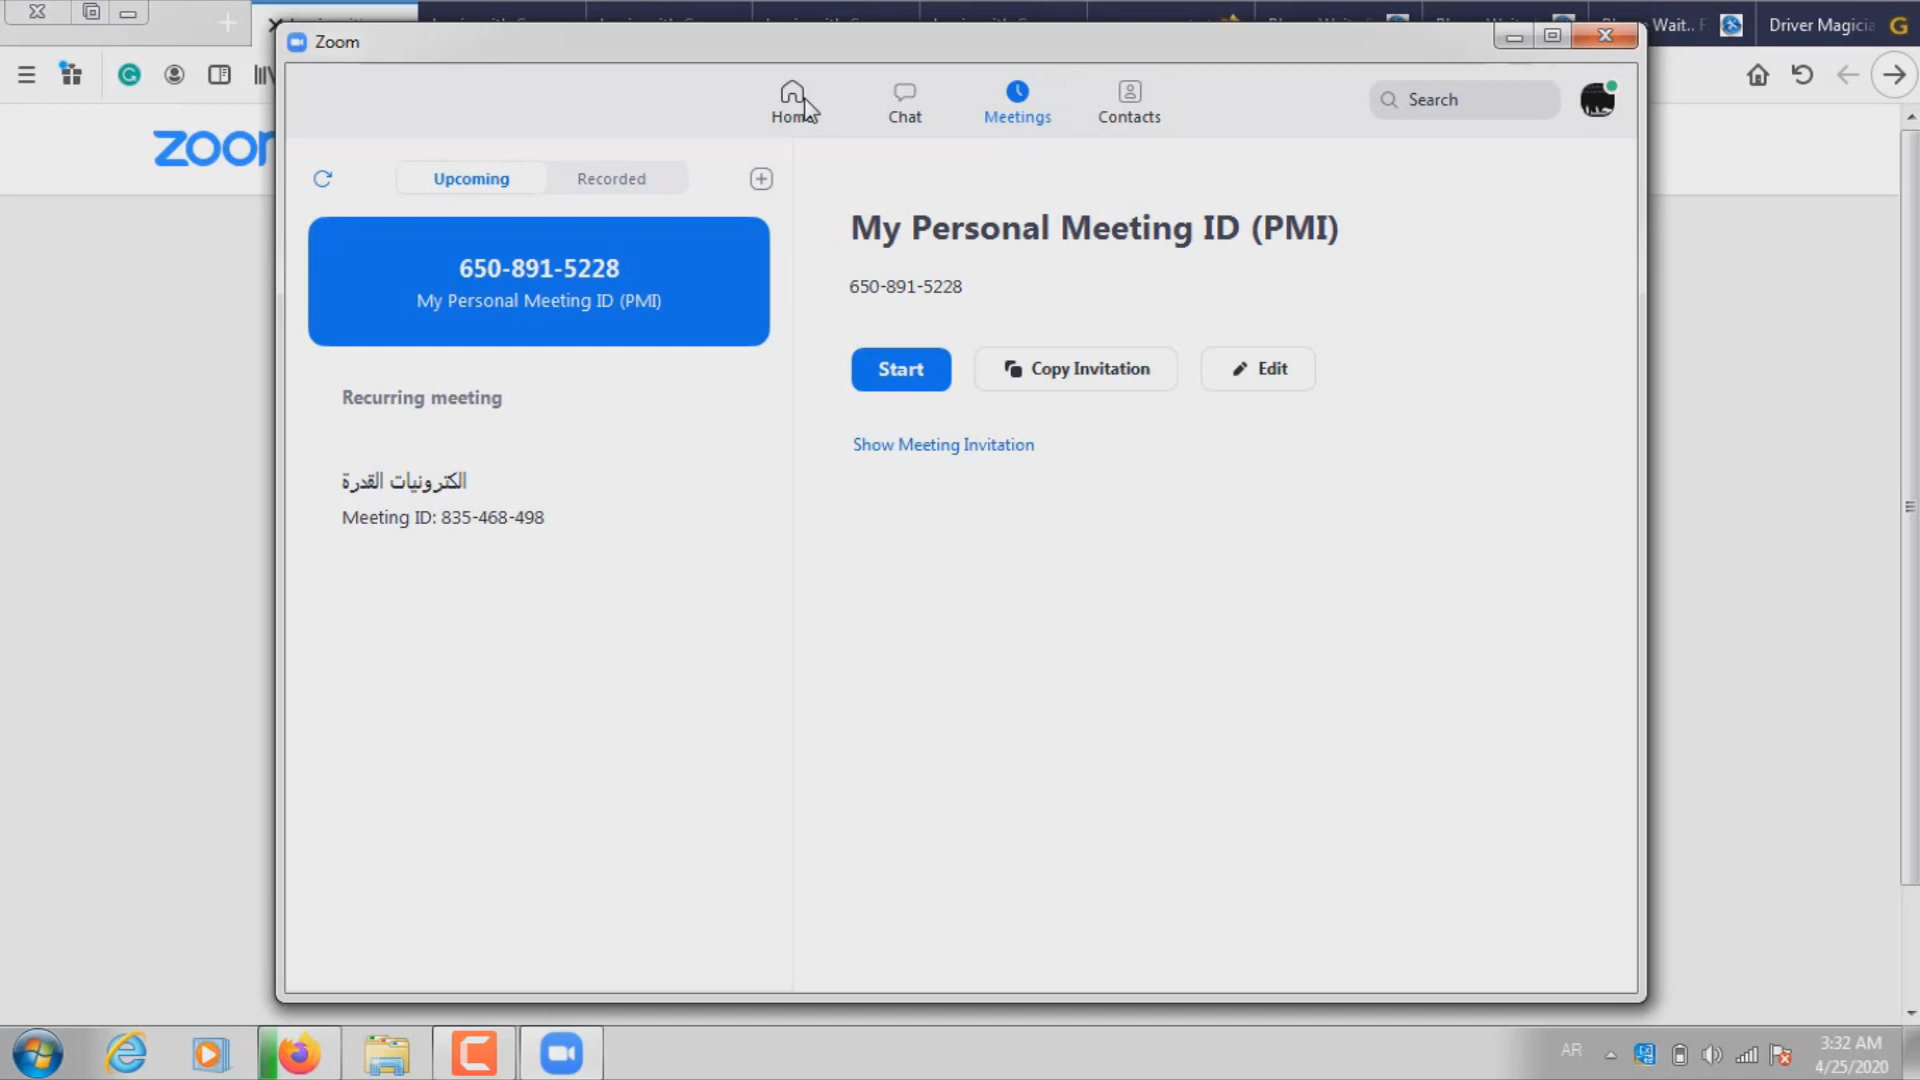 Driver Magicia
Wait..
Zoom
zoom
Home
Chat
Meetings
Contacts
Search
Upcoming
Recorded
650-891-5228
My Personal Meeting ID (PMI)
Recurring meeting
الكترونيات القدرة
Meeting ID: 835-468-498
My Personal Meeting ID (PMI)
650-891-5228
Start
Copy Invitation
Edit
Show Meeting Invitation
AR
3:32 AM
4/25/2020